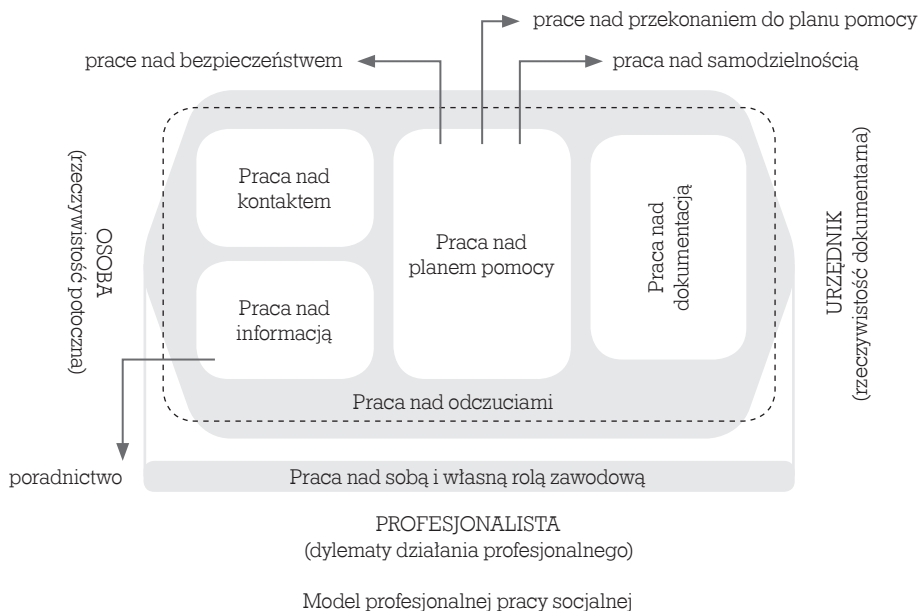 prace nad przekonaniem do planu pomocy
prace nad bezpieczeństwem
praca nad samodzielnością
OSOBA
(rzeczywistość potoczna)
Praca nad
kontaktem
Praca nad
informacją
Praca nad
planem pomocy
Praca nad
dokumentacją
URZĘDNIK
(rzeczywistość dokumentarna)
Praca nad odczuciami
poradnictwo
Praca nad sobą i własną rolą zawodową
PROFESJONALISTA
(dylematy działania profesjonalnego)
Model profesjonalnej pracy socjalnej